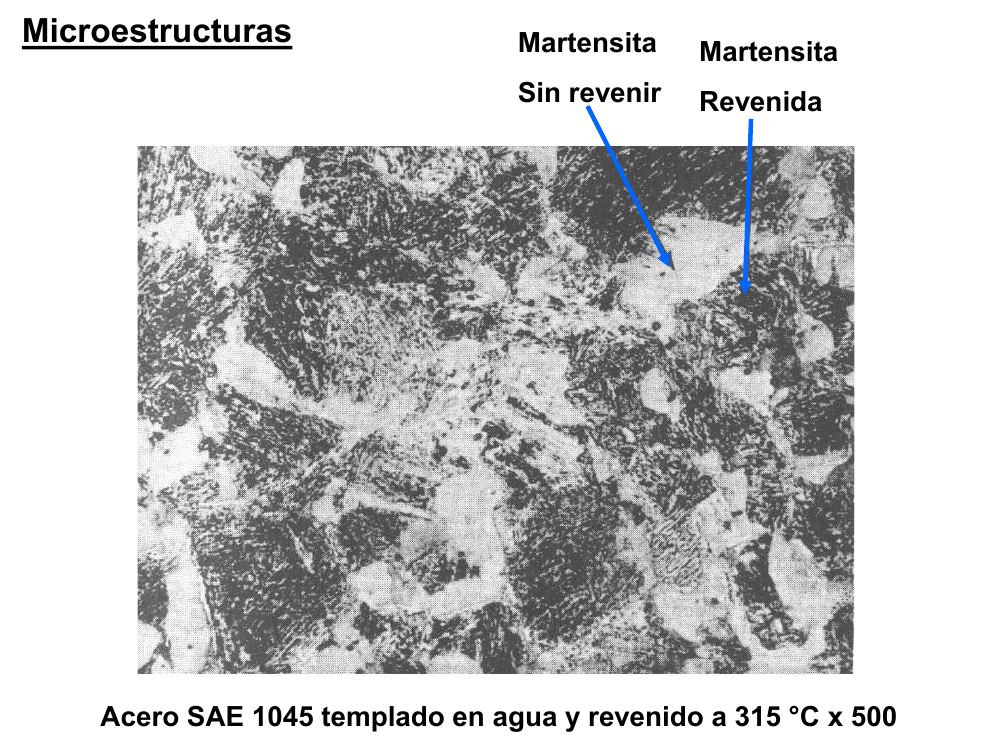 Microestructuras
Martensita
Sin revenir
Martensita
Revenida
Acero SAE 1045 templado en agua y revenido a 315 °C x 500